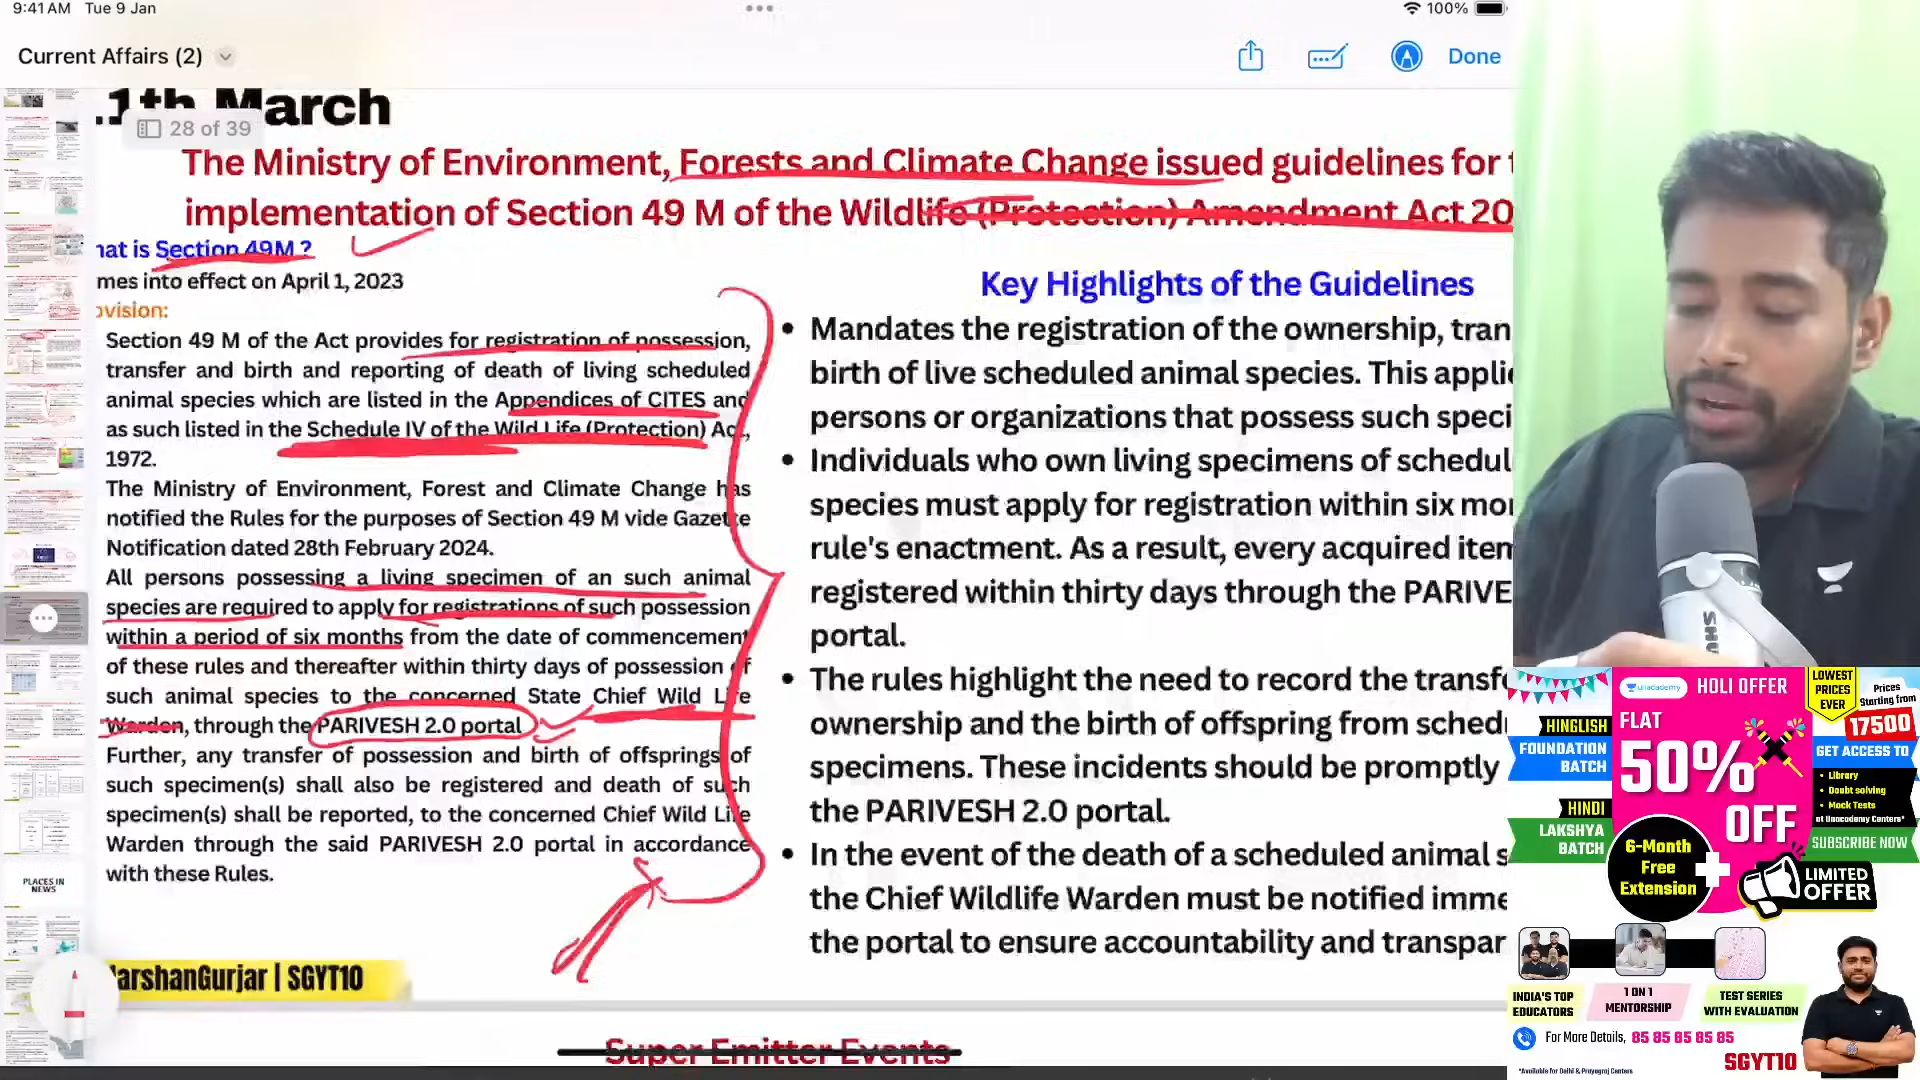 9:41 AM Tue 9 Jan
100%
Current Affairs (2)
Done
1th March
28 of 39
The Ministry of Environment, Forests and Climate Change issued guidelines for
implementation of Section 49 M of the Wildlife (Protection) Amendment Act 20
hat is Section 49M ?
mes into effect on April 1, 2023
ovision:
Section 49 M of the Act provides for registration of possession,
transfer and birth and reporting of death of living scheduled
animal species which are listed in the Appendices of CITES and
as such listed in the Schedule IV of the Wild Life (Protection) Act,
1972.
The Ministry of Environment, Forest and Climate Change has
notified the Rules for the purposes of Section 49 M vide Gazette
Notification dated 28th February 2024.
All persons possessing a living specimen of an such animal
species are required to apply for registrations of such possession
within a period of six months from the date of commencement
of these rules and thereafter within thirty days of possession of
such animal species to the concerned State Chief Wild Life
Warden, through the PARIVESH 2.0 portal
Further, any transfer of possession and birth of offsprings of
such specimen(s) shall also be registered and death of such
specimen(s) shall be reported, to the concerned Chief Wild Life
Warden through the said PARIVESH 2.0 portal in accordance
with these Rules.
Key Highlights of the Guidelines
• Mandates the registration of the ownership, tran
birth of live scheduled animal species. This appli
persons or organizations that possess such speci
• Individuals who own living specimens of schedul
species must apply for registration within six mo
rule's enactment. As a result, every acquired item
registered within thirty days through the PARIVE
portal.
• The rules highlight the need to record the transf
ownership and the birth of offspring from sched
specimens. These incidents should be promptly
the PARIVESH 2.0 portal.
• In the event of the death of a scheduled animal s
the Chief Wildlife Warden must be notified imme
the portal to ensure accountability and transpar
PLACES IN
NEWS
arshanGurjar | SGYT10
Super Emitter Events
SHU
unacademy
HOLI OFFER
LOWEST
PRICES
EVER
Prices
Starting from
17500
HINGLISH
FOUNDATION
BATCH
FLAT
50%
OFF
GET ACCESS TO
• Library
• Doubt solving
• Mock Tests
at Unacademy Centers*
HINDI
LAKSHYA
BATCH
SUBSCRIBE NOW
6-Month
Free
Extension
+
LIMITED
OFFER
INDIA'S TOP
EDUCATORS
1 ON 1
MENTORSHIP
TEST SERIES
WITH EVALUATION
For More Details, 85 85 85 85 85
SGYT10
*Available for Delhi & Prayagraj Centers